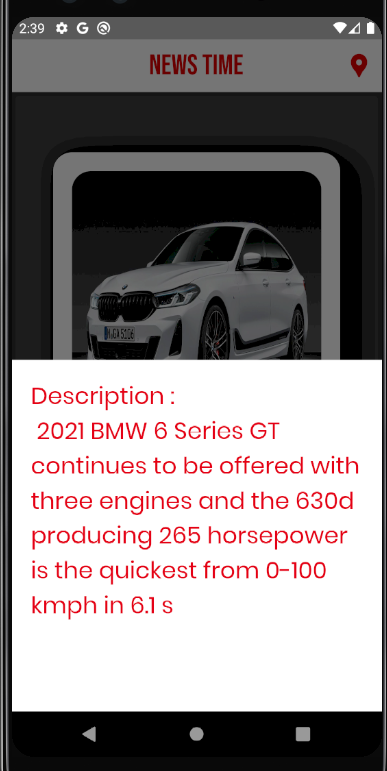 2:39
NEWS TIME
Description :
2021 BMW 6 Series GT
continues to be offered with
three engines and the 630d
producing 265 horsepower
is the quickest from 0-100
kmph in 6.1 s